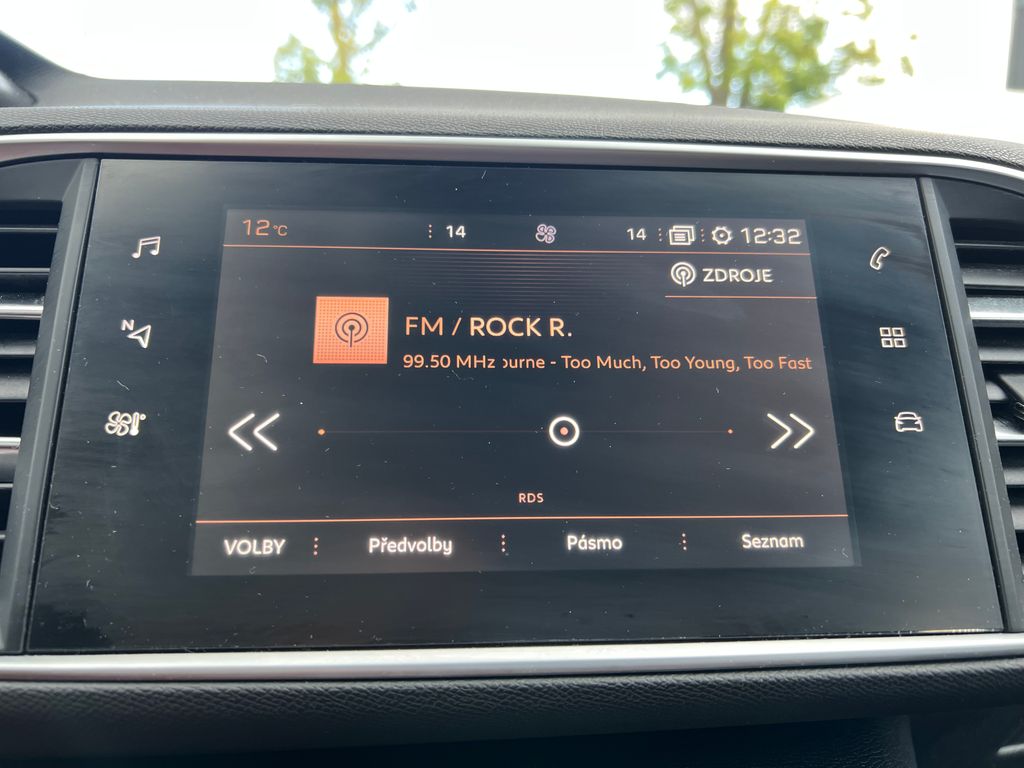 12°C 14 14 12:32
ZDROJE
N
FM / ROCK R.
99.50 MHz ourne - Too Much, Too Young, Too Fast
RDS
VOLBY Předvolby Pásmo Seznam